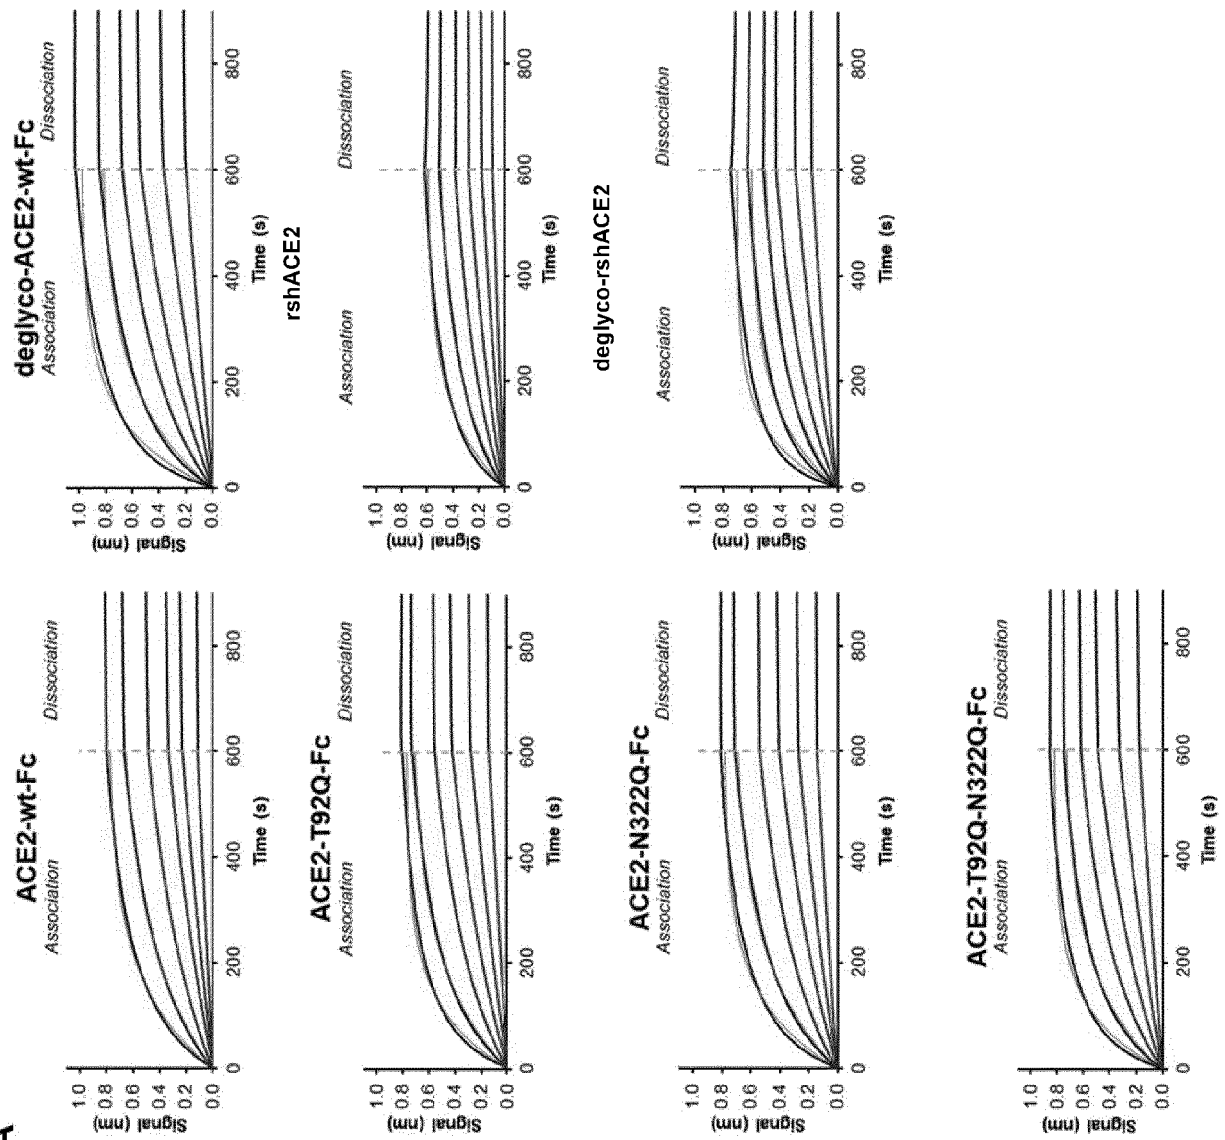 ACE2-wt-Fc
Association Dissociation
Signal (nm)
1.0
0.8
0.6
0.4
0.2
0.0
0 200 400 600 800
Time (s)
deglyco-ACE2-wt-Fc
Association Dissociation
Signal (nm)
1.0
0.8
0.6
0.4
0.2
0.0
0 200 400 600 800
Time (s)
ACE2-T92Q-Fc
Association Dissociation
Signal (nm)
1.0
0.8
0.6
0.4
0.2
0.0
0 200 400 600 800
Time (s)
rshACE2
Association Dissociation
Signal (nm)
1.0
0.8
0.6
0.4
0.2
0.0
0 200 400 600 800
Time (s)
ACE2-N322Q-Fc
Association Dissociation
Signal (nm)
1.0
0.8
0.6
0.4
0.2
0.0
0 200 400 600 800
Time (s)
deglyco-rshACE2
Association Dissociation
Signal (nm)
1.0
0.8
0.6
0.4
0.2
0.0
0 200 400 600 800
Time (s)
ACE2-T92Q-N322Q-Fc
Association Dissociation
Signal (nm)
1.0
0.8
0.6
0.4
0.2
0.0
0 200 400 600 800
Time (s)